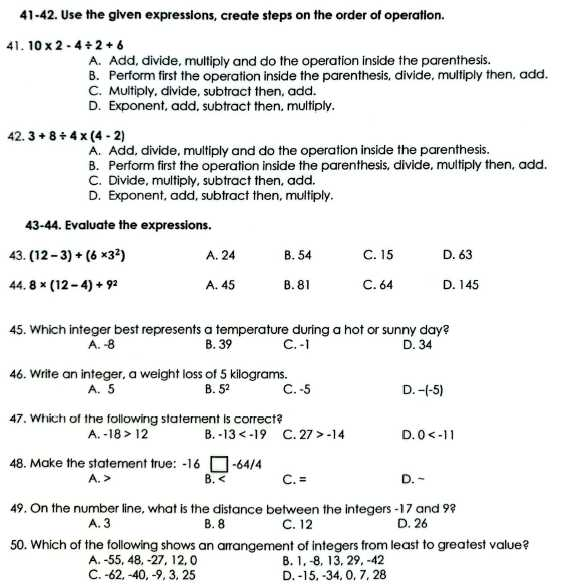 41-42. Use the given expressions, create steps on the order of operation.
41. 10 x 2 - 4 ÷ 2 + 6
A. Add, divide, multiply and do the operation inside the parenthesis.
B. Perform first the operation inside the parenthesis, divide, multiply then, add.
C. Multiply, divide, subtract then, add.
D. Exponent, add, subtract then, multiply.
42. 3 + 8 ÷ 4 x (4 - 2)
A. Add, divide, multiply and do the operation inside the parenthesis.
B. Perform first the operation inside the parenthesis, divide, multiply then, add.
C. Divide, multiply, subtract then, add.
D. Exponent, add, subtract then, multiply.
43-44. Evaluate the expressions.
43. (12 – 3) + (6 ×3²) A. 24 B. 54 C. 15 D. 63
44. 8 × (12 – 4) + 9² A. 45 B. 81 C. 64 D. 145
45. Which integer best represents a temperature during a hot or sunny day?
A. -8 B. 39 C. -1 D. 34
46. Write an integer, a weight loss of 5 kilograms.
A. 5 B. 5² C. -5 D. -(-5)
47. Which of the following statement is correct?
A. -18 > 12 B. -13 < -19 C. 27 > -14 D. 0 < -11
48. Make the statement true: -16 □ -64/4
A. > B. < C. = D. ~
49. On the number line, what is the distance between the integers -17 and 9?
A. 3 B. 8 C. 12 D. 26
50. Which of the following shows an arrangement of integers from least to greatest value?
A. -55, 48, -27, 12, 0 B. 1, -8, 13, 29, -42
C. -62, -40, -9, 3, 25 D. -15, -34, 0, 7, 28